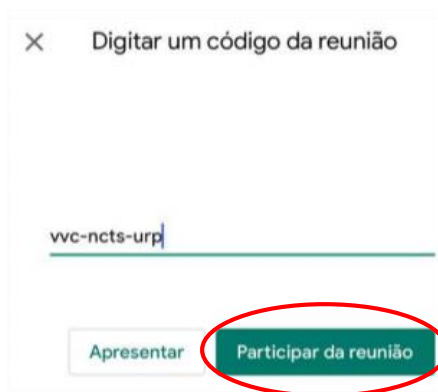 Digitar um código da reunião
vvc-ncts-urp
Apresentar
Participar da reunião